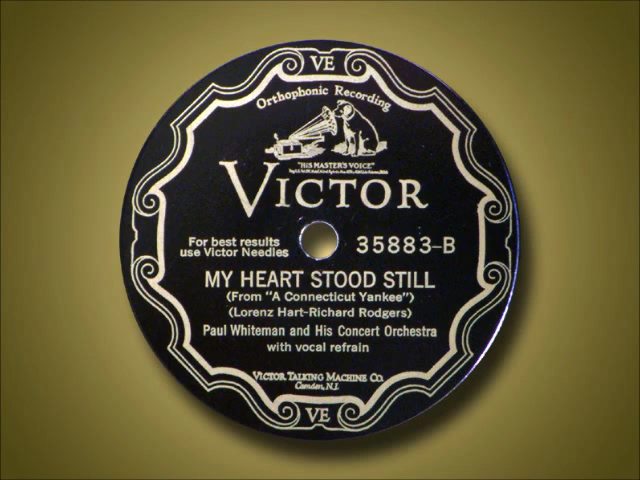 VE
Orthophonic Recording
"HIS MASTER'S VOICE"
VICTOR
For best results
use Victor Needles
35883-B
MY HEART STOOD STILL
(From "A Connecticut Yankee")
(Lorenz Hart-Richard Rodgers)
Paul Whiteman and His Concert Orchestra
with vocal refrain
VICTOR TALKING MACHINE CO.
Camden, N.J.
VE